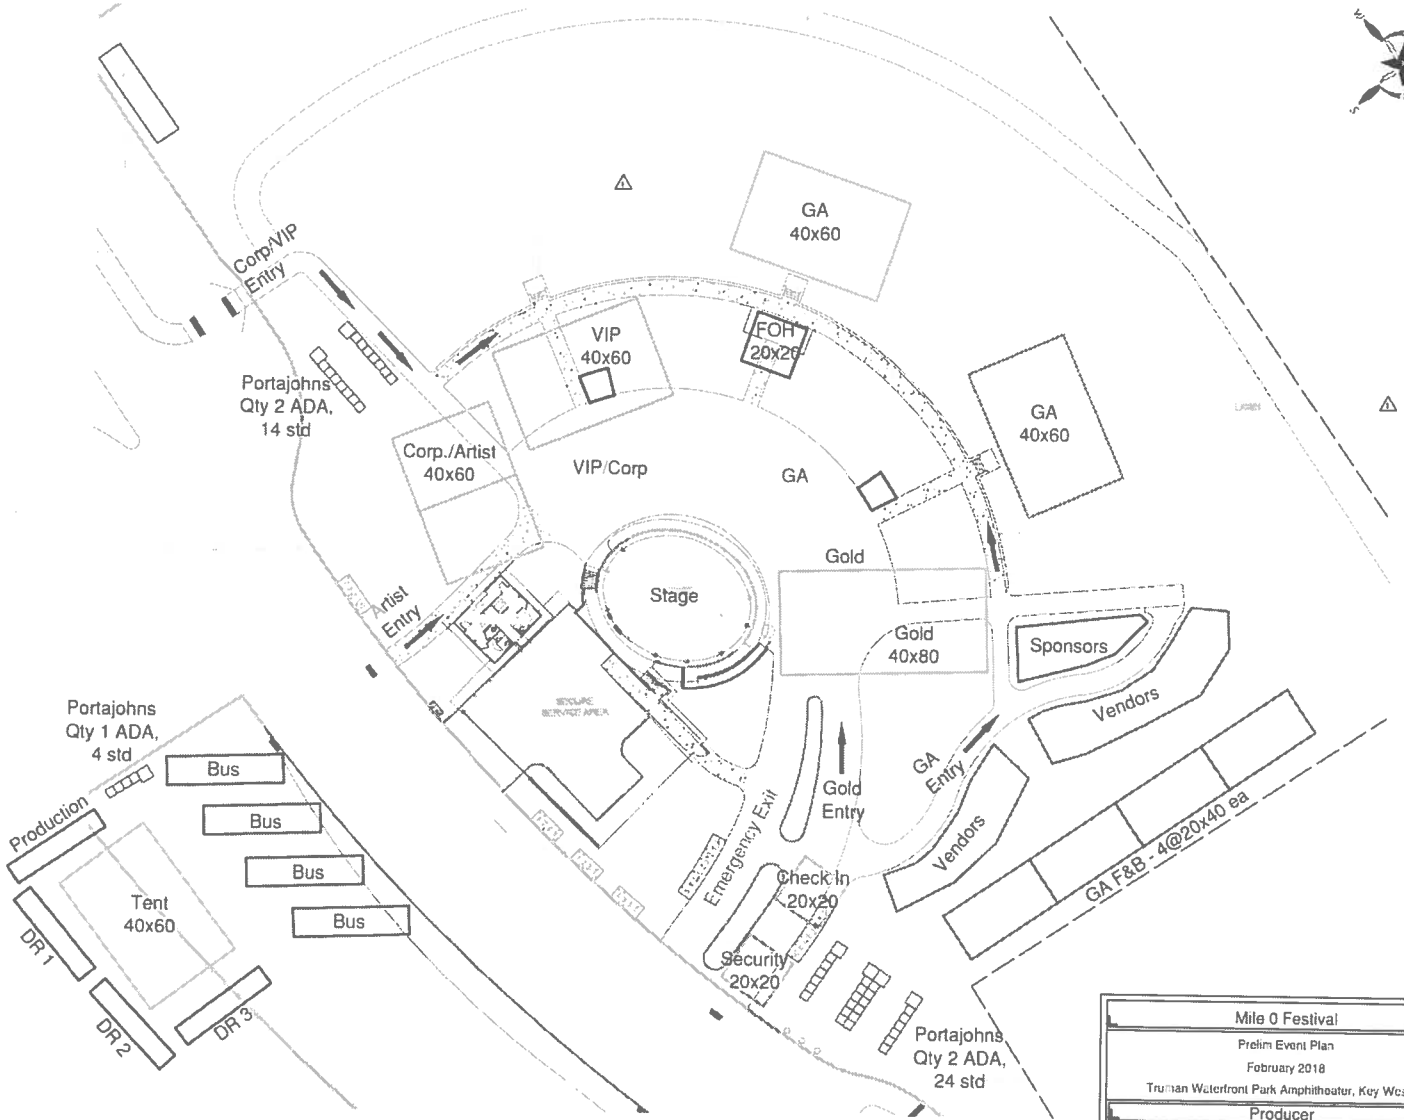 W
S
GA
40x60
Corp/VIP
Entry
VIP
40x60
FOH
20x20
GA
40x60
Portajohns
Qty 2 ADA,
14 std
Corp./Artist
40x60
VIP/Corp
GA
Gold
Stage
Artist
Entry
Gold
40x80
Sponsors
Vendors
SECURE
SERVICE AREA
Portajohns
Qty 1 ADA,
4 std
Bus
Bus
Bus
Bus
Production
Tent
40x60
DR 1
DR 2
DR 3
GA
Entry
Gold
Entry
Emergency Exit
Vendors
GA F&B - 4@20x40 ea
Check In
20x20
Security
20x20
Portajohns
Qty 2 ADA,
24 std
Mile 0 Festival
Prelim Event Plan
February 2018
Truman Waterfront Park Amphitheater, Key Wes
Producer